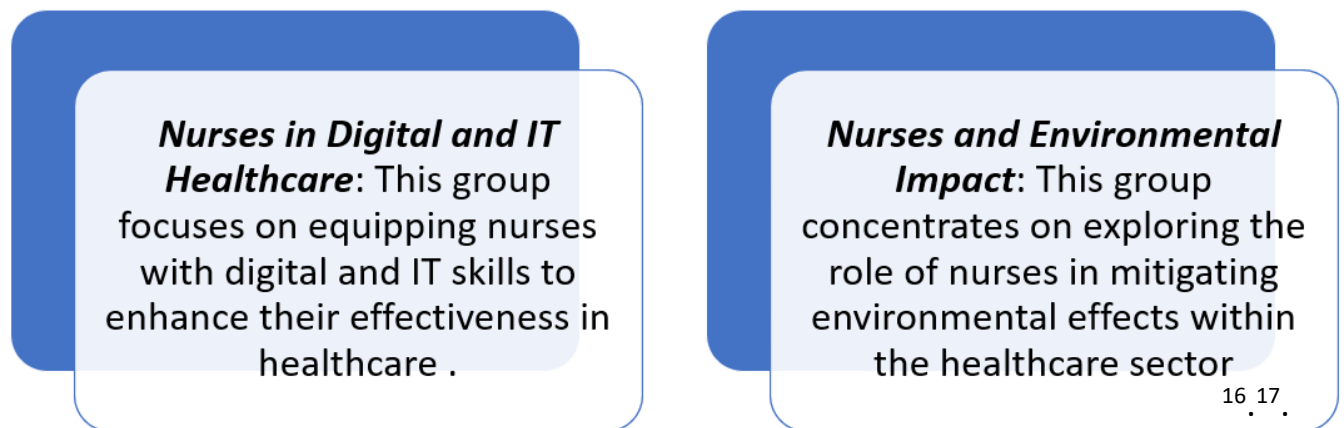 Nurses in Digital and IT
Healthcare: This group
focuses on equipping nurses
with digital and IT skills to
enhance their effectiveness in
healthcare .
Nurses and Environmental
Impact: This group
concentrates on exploring the
role of nurses in mitigating
environmental effects within
the healthcare sector
16. 17.